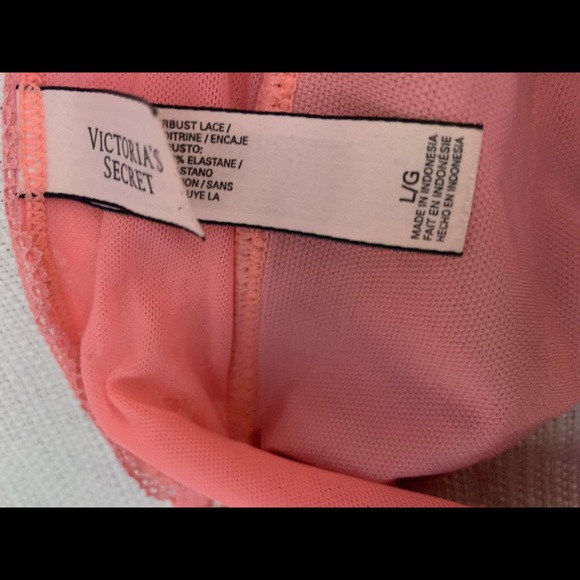 VICTORIA'S
SECRET
BUST LACE /
OITRINE / ENCAJE
USTO:
% ELASTANE /
STANO
ION / SANS
UYE LA
L/G
MADE IN INDONESIA
FAIT EN INDONÉSIE
HECHO EN INDONESIA